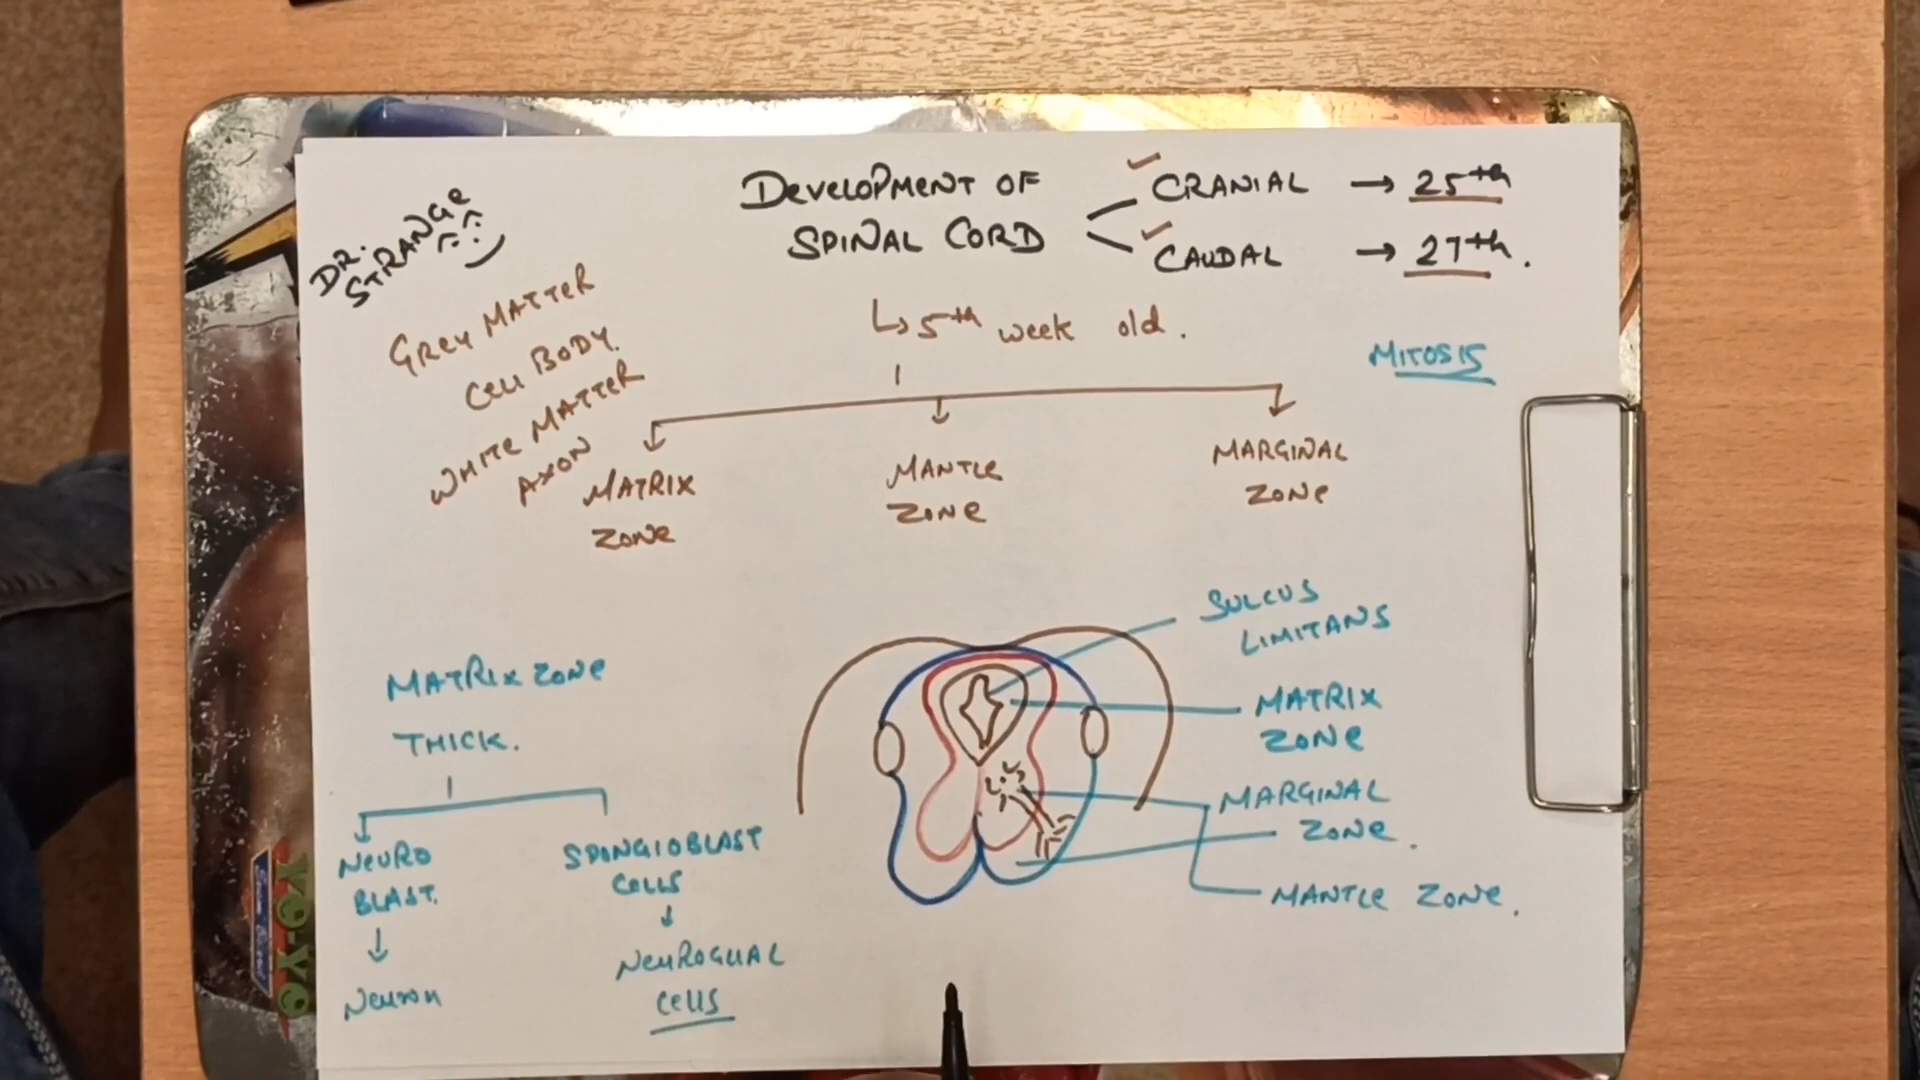 DR.
STRANGE
DEVELOPMENT OF
SPINAL CORD
CRANIAL → 25th
CAUDAL → 27th.
↳ 5th week old.
GREY MATTER
CELL BODY.
WHITE MATTER
AXON
MITOSIS
MATRIX
ZONE
MANTLE
ZONE
MARGINAL
ZONE
SULCUS
LIMITANS
MATRIX
ZONE
MARGINAL
ZONE.
MANTLE ZONE.
MATRIX ZONE
THICK.
NEURO
BLAST.
↓
Neuron
SPONGIOBLAST
CELLS
↓
NEUROGLIAL
CELLS
YO-YO